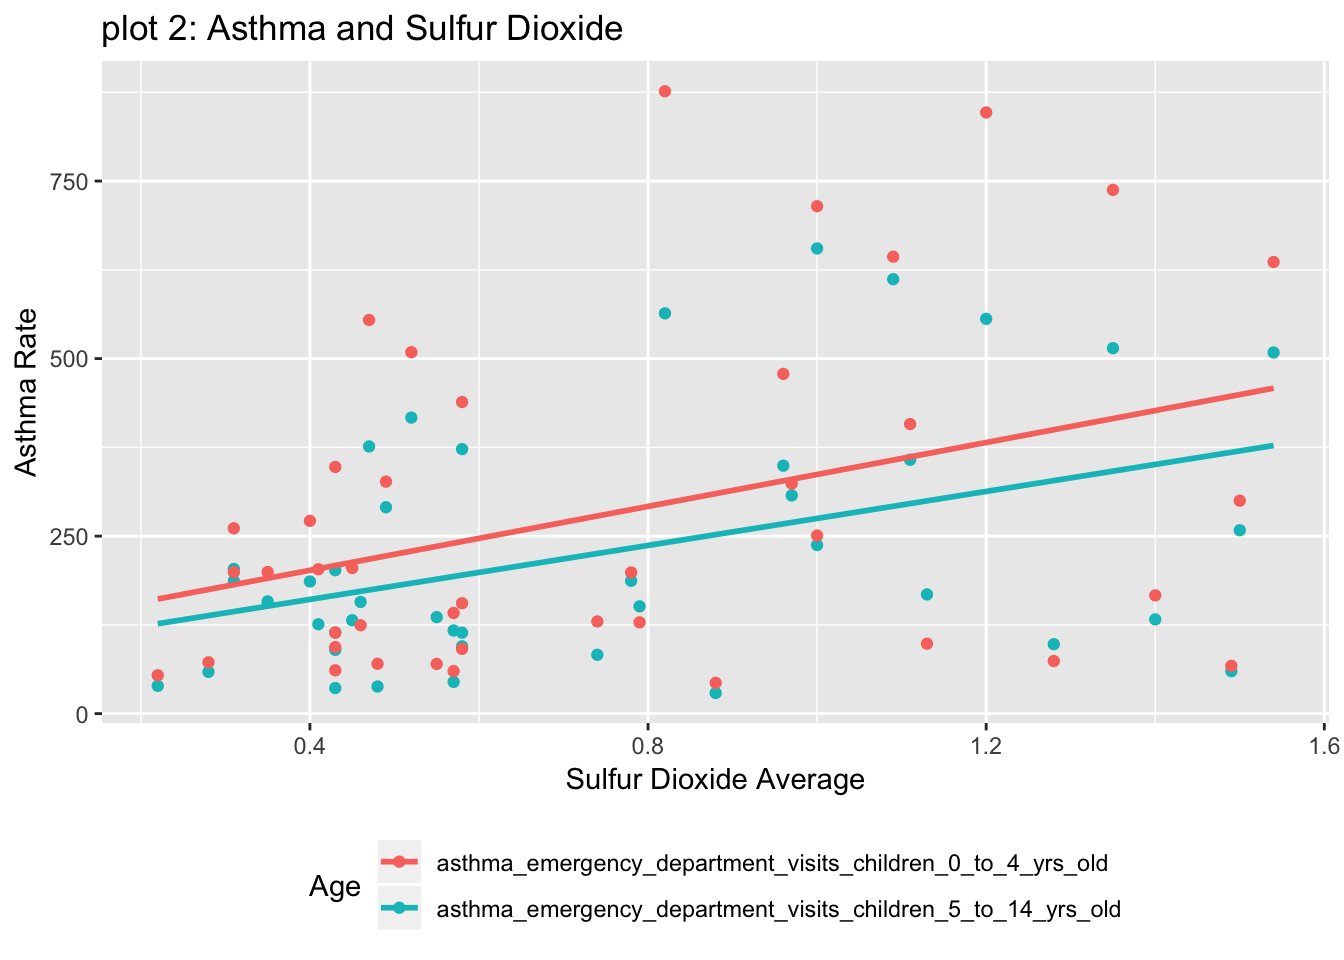 plot 2: Asthma and Sulfur Dioxide
750
500
250
0
Asthma Rate
0.4 0.8 1.2 1.6
Sulfur Dioxide Average
Age
asthma_emergency_department_visits_children_0_to_4_yrs_old
asthma_emergency_department_visits_children_5_to_14_yrs_old